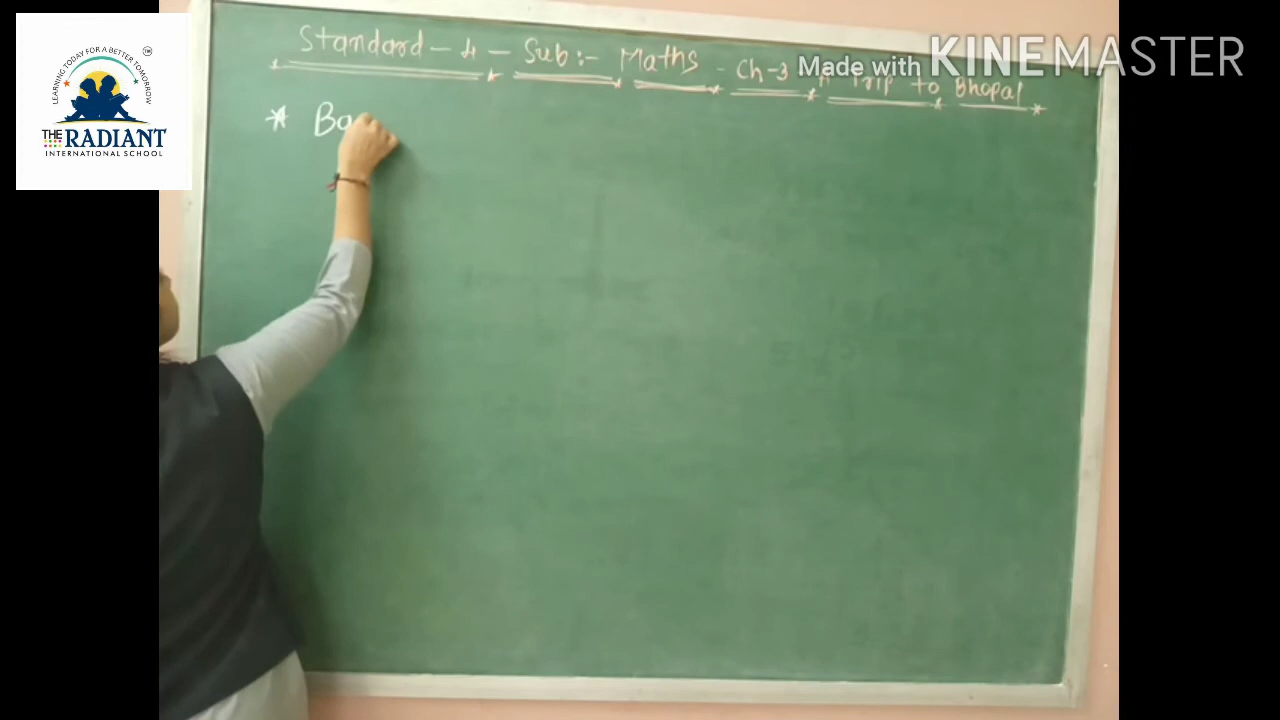 LEARNING TODAY FOR A BETTER TOMORROW
TM
THE RADIANT
INTERNATIONAL SCHOOL
Made with KINEMASTER
Standard - 4 - Sub :- Maths - Ch-3 A Trip to Bhopal
* Ba